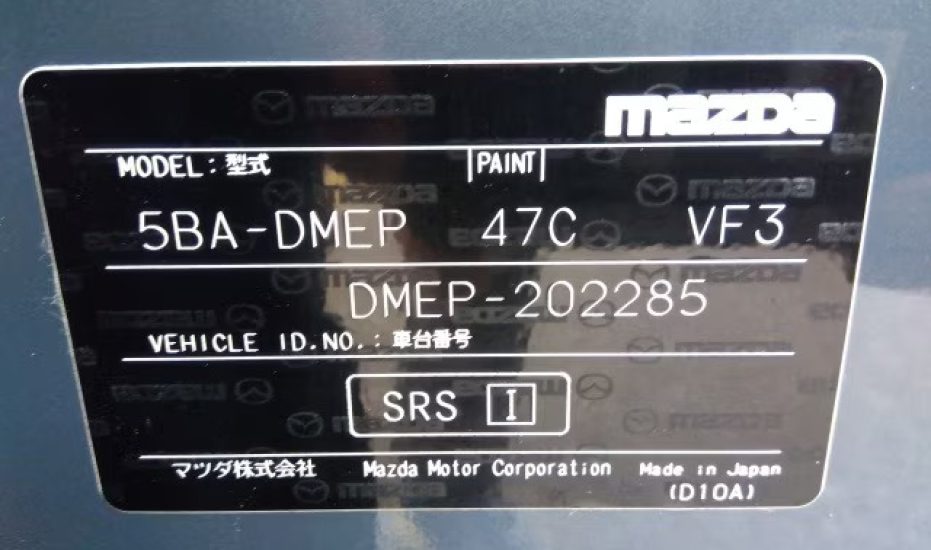 mazda
MODEL:型式 PAINT
5BA-DMEP 47C VF3
DMEP-202285
VEHICLE ID.NO.:車台番号
SRS I
マツダ株式会社 Mazda Motor Corporation Made in Japan
(D10A)